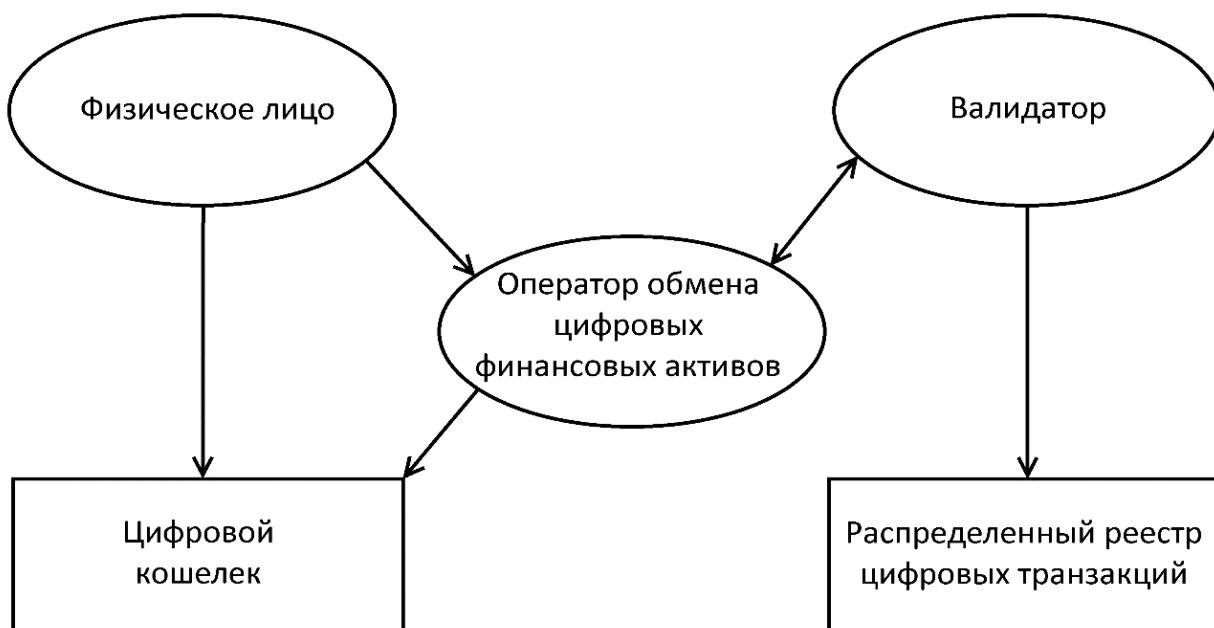 Физическое лицо
Валидатор
Оператор обмена
цифровых
финансовых активов
Цифровой
кошелек
Распределенный реестр
цифровых транзакций